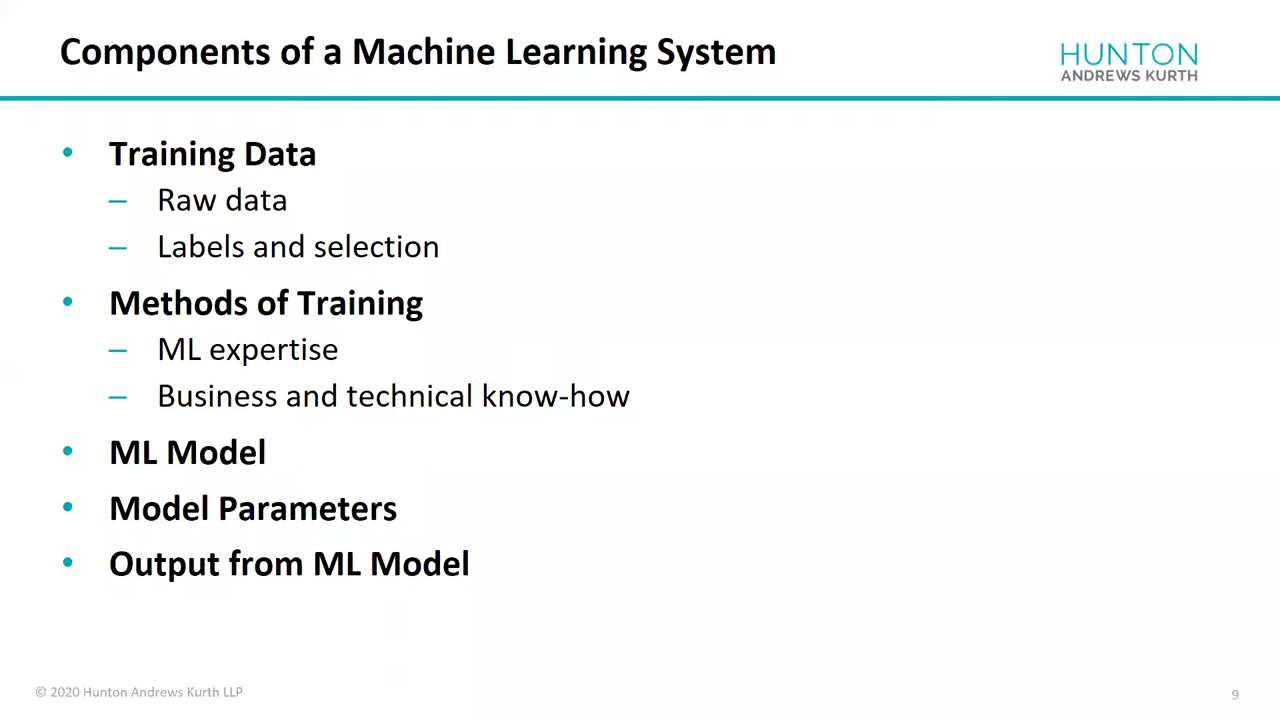 Components of a Machine Learning System
HUNTON
ANDREWS KURTH
• Training Data
– Raw data
– Labels and selection
• Methods of Training
– ML expertise
– Business and technical know-how
• ML Model
• Model Parameters
• Output from ML Model
© 2020 Hunton Andrews Kurth LLP
9